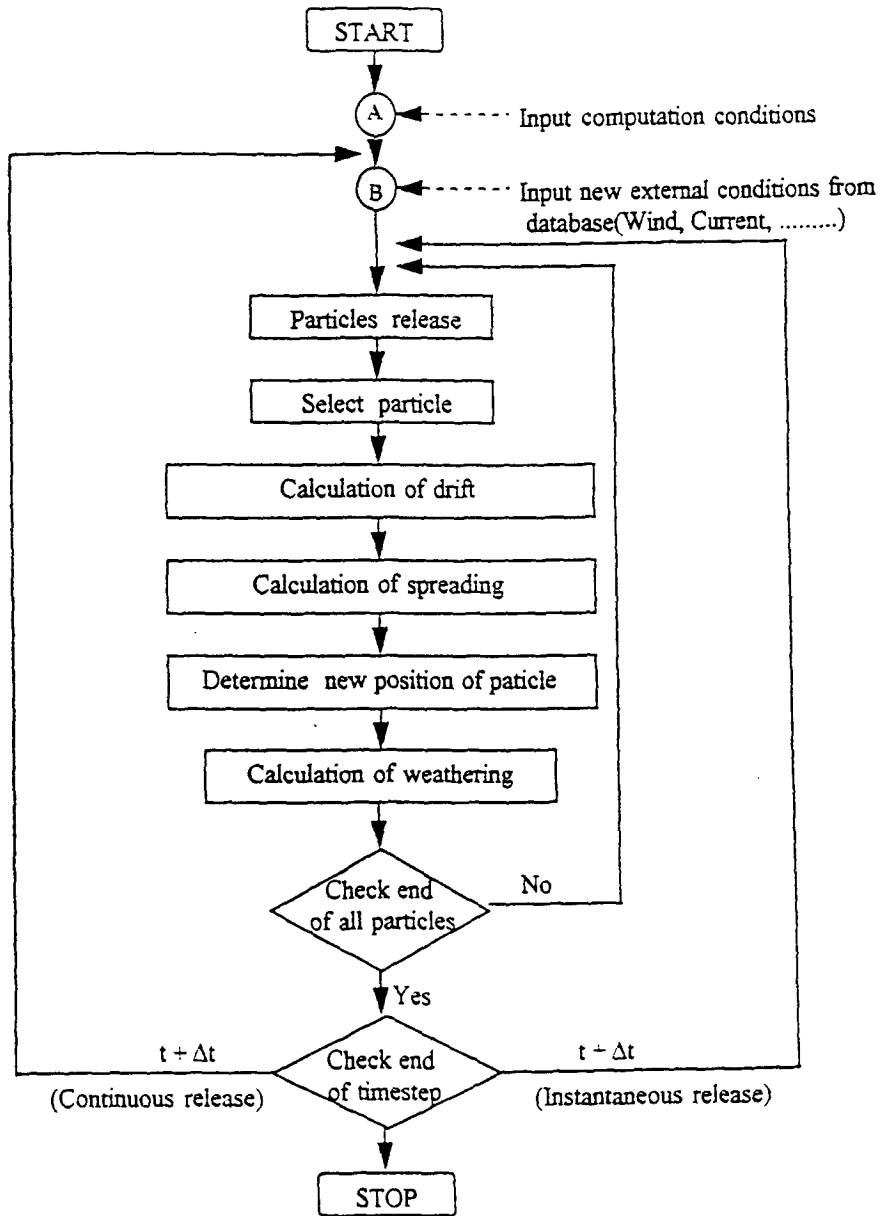 START
A
Input computation conditions
B
Input new external conditions from
database(Wind, Current, .........)
Particles release
Select particle
Calculation of drift
Calculation of spreading
Determine new position of paticle
Calculation of weathering
Check end
of all particles
No
Yes
t + Δt
(Continuous release)
Check end
of timestep
t + Δt
(Instantaneous release)
STOP